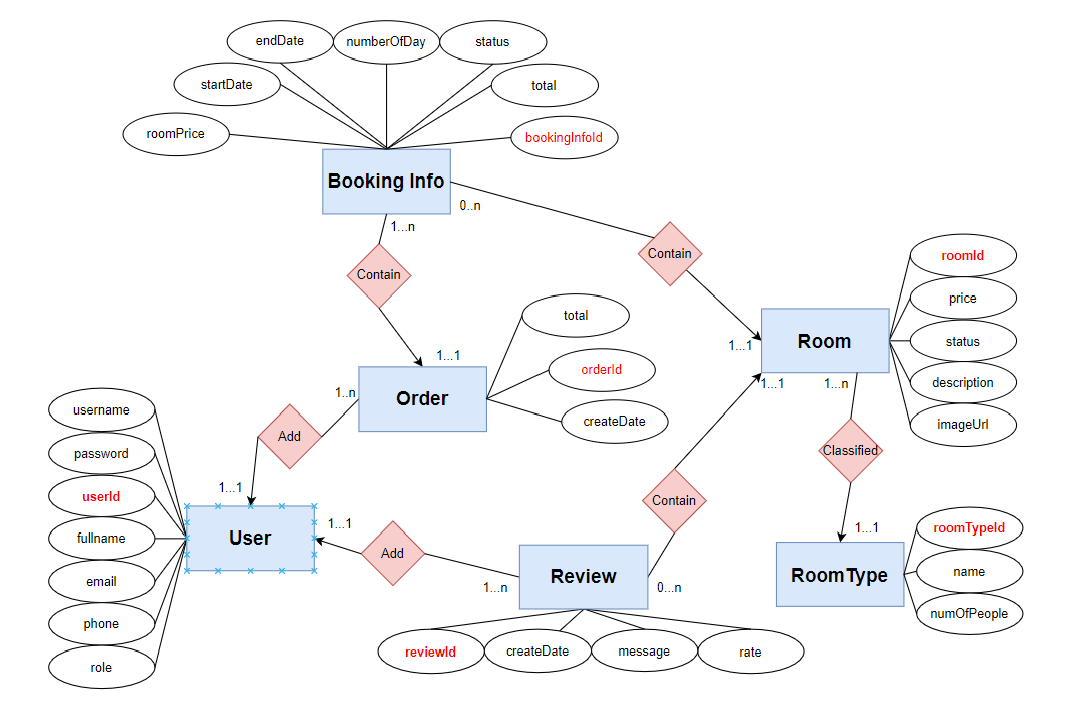 endDate
numberOfDay
status
startDate
total
roomPrice
bookingInfoId
Booking Info
0..n
1...n
Contain
Contain
roomId
price
status
description
imageUrl
total
orderId
createDate
1...1
Order
1...1
Room
1...1
1...n
1..n
Add
1...1
username
password
userId
fullname
email
phone
role
User
1...1
Add
1...n
Review
0...n
Contain
Classified
1...1
RoomType
roomTypeId
name
numOfPeople
reviewId
createDate
message
rate